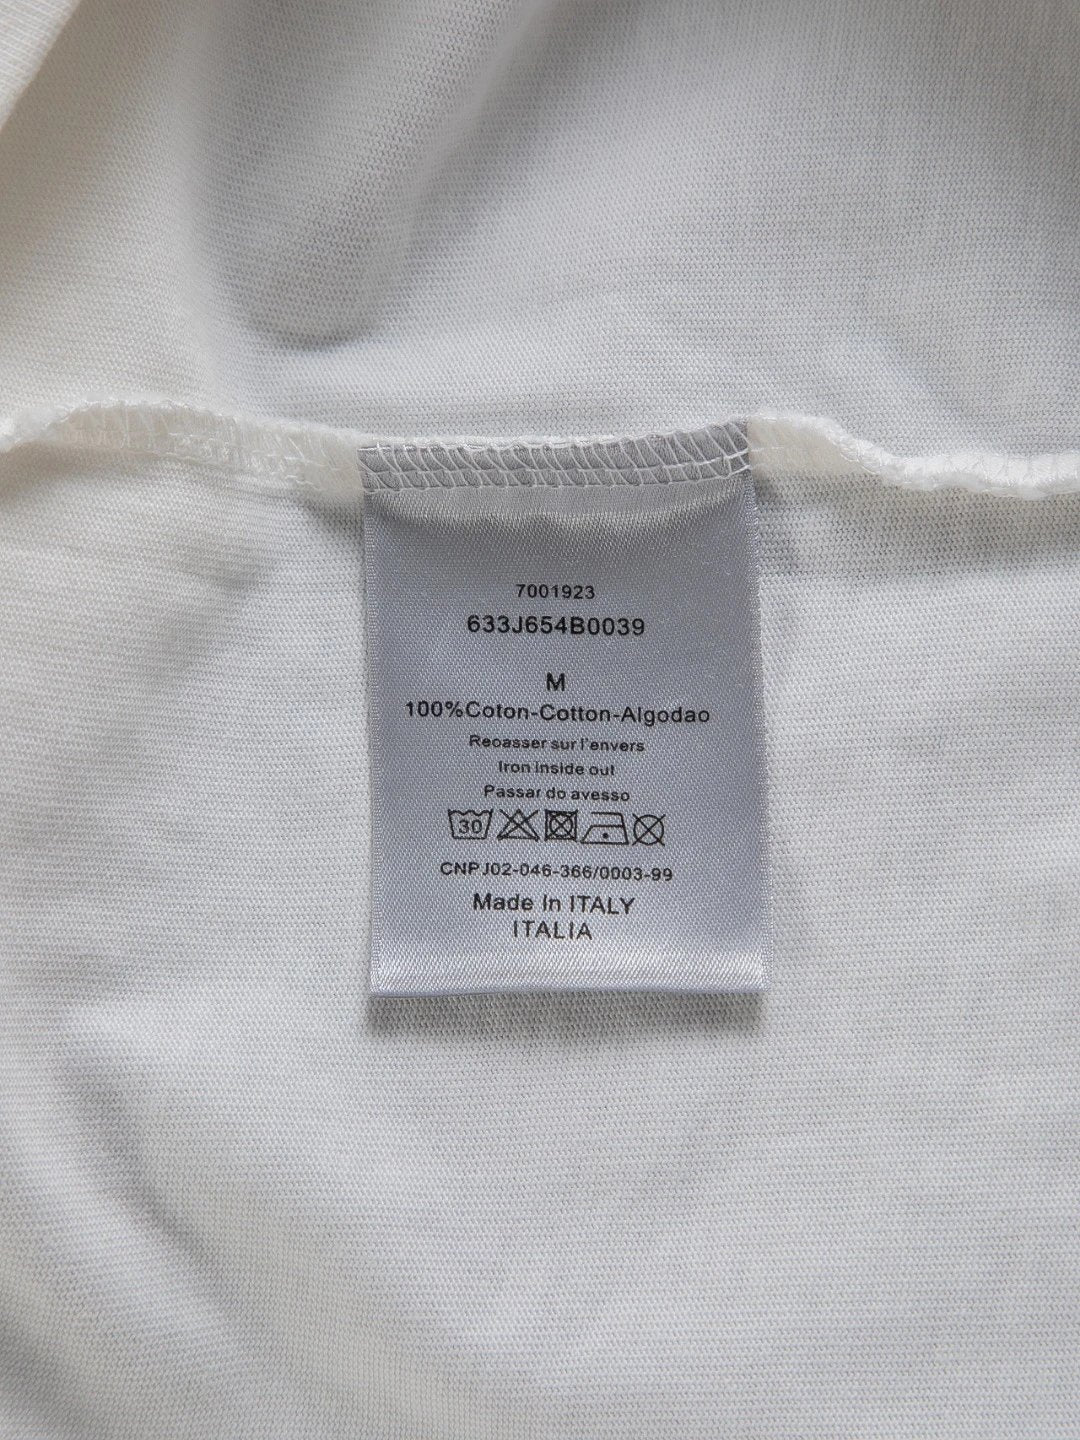 7001923
633J654B0039
M
100%Coton-Cotton-Algodao
Recasser sur l'envers
Iron inside out
Passar do avesso
30
CNPJ02-046-366/0003-99
Made In ITALY
ITALIA